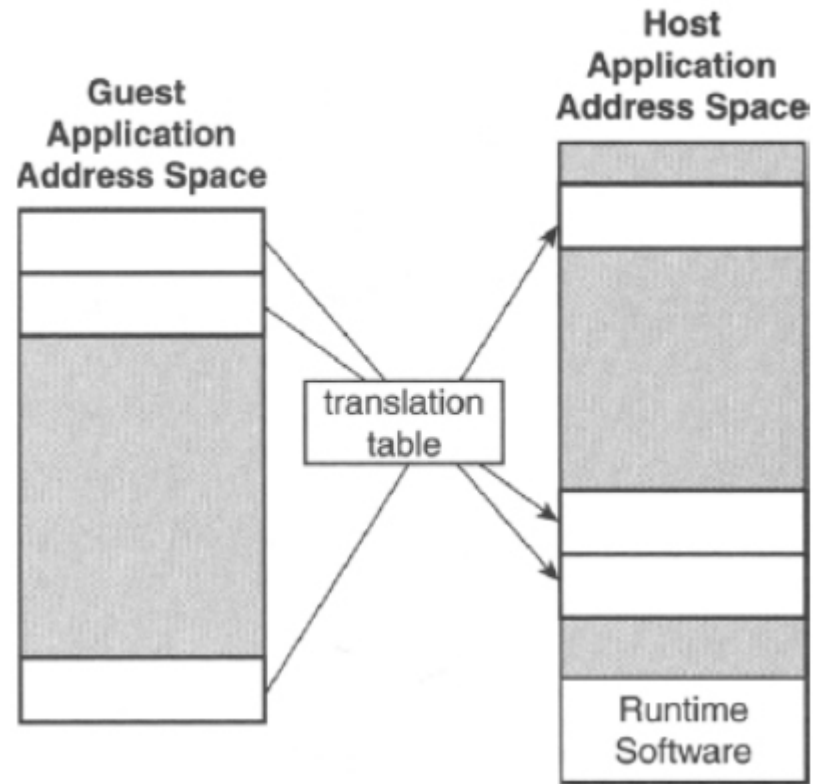 Guest
Application
Address Space
Host
Application
Address Space
translation
table
Runtime
Software